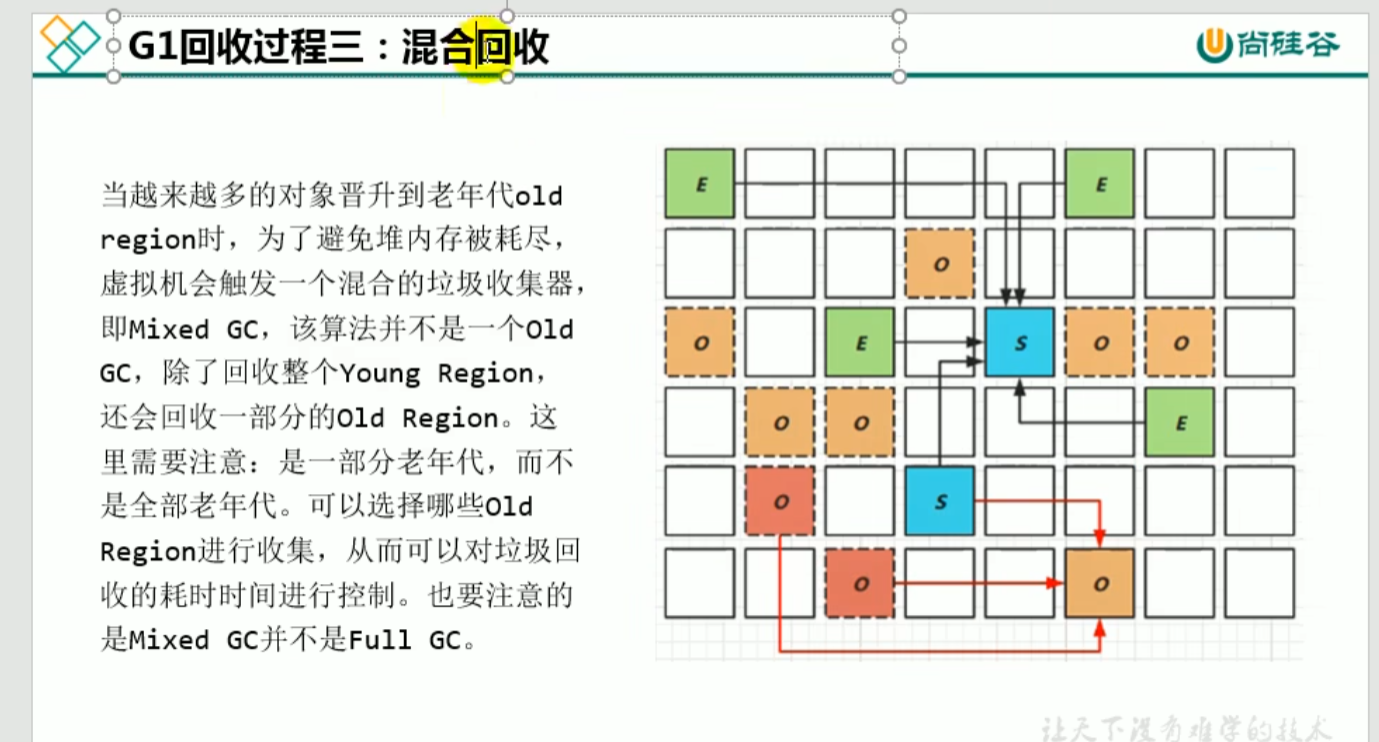 G1回收过程三：混合回收
尚硅谷
当越来越多的对象晋升到老年代old
region时，为了避免堆内存被耗尽，
虚拟机会触发一个混合的垃圾收集器，
即Mixed GC，该算法并不是一个Old
GC，除了回收整个Young Region，
还会回收一部分的Old Region。这
里需要注意：是一部分老年代，而不
是全部老年代。可以选择哪些Old
Region进行收集，从而可以对垃圾回
收的耗时时间进行控制。也要注意的
是Mixed GC并不是Full GC。
E E
O
O E S O O
O O E
O S
O O
让天下没有难学的技术